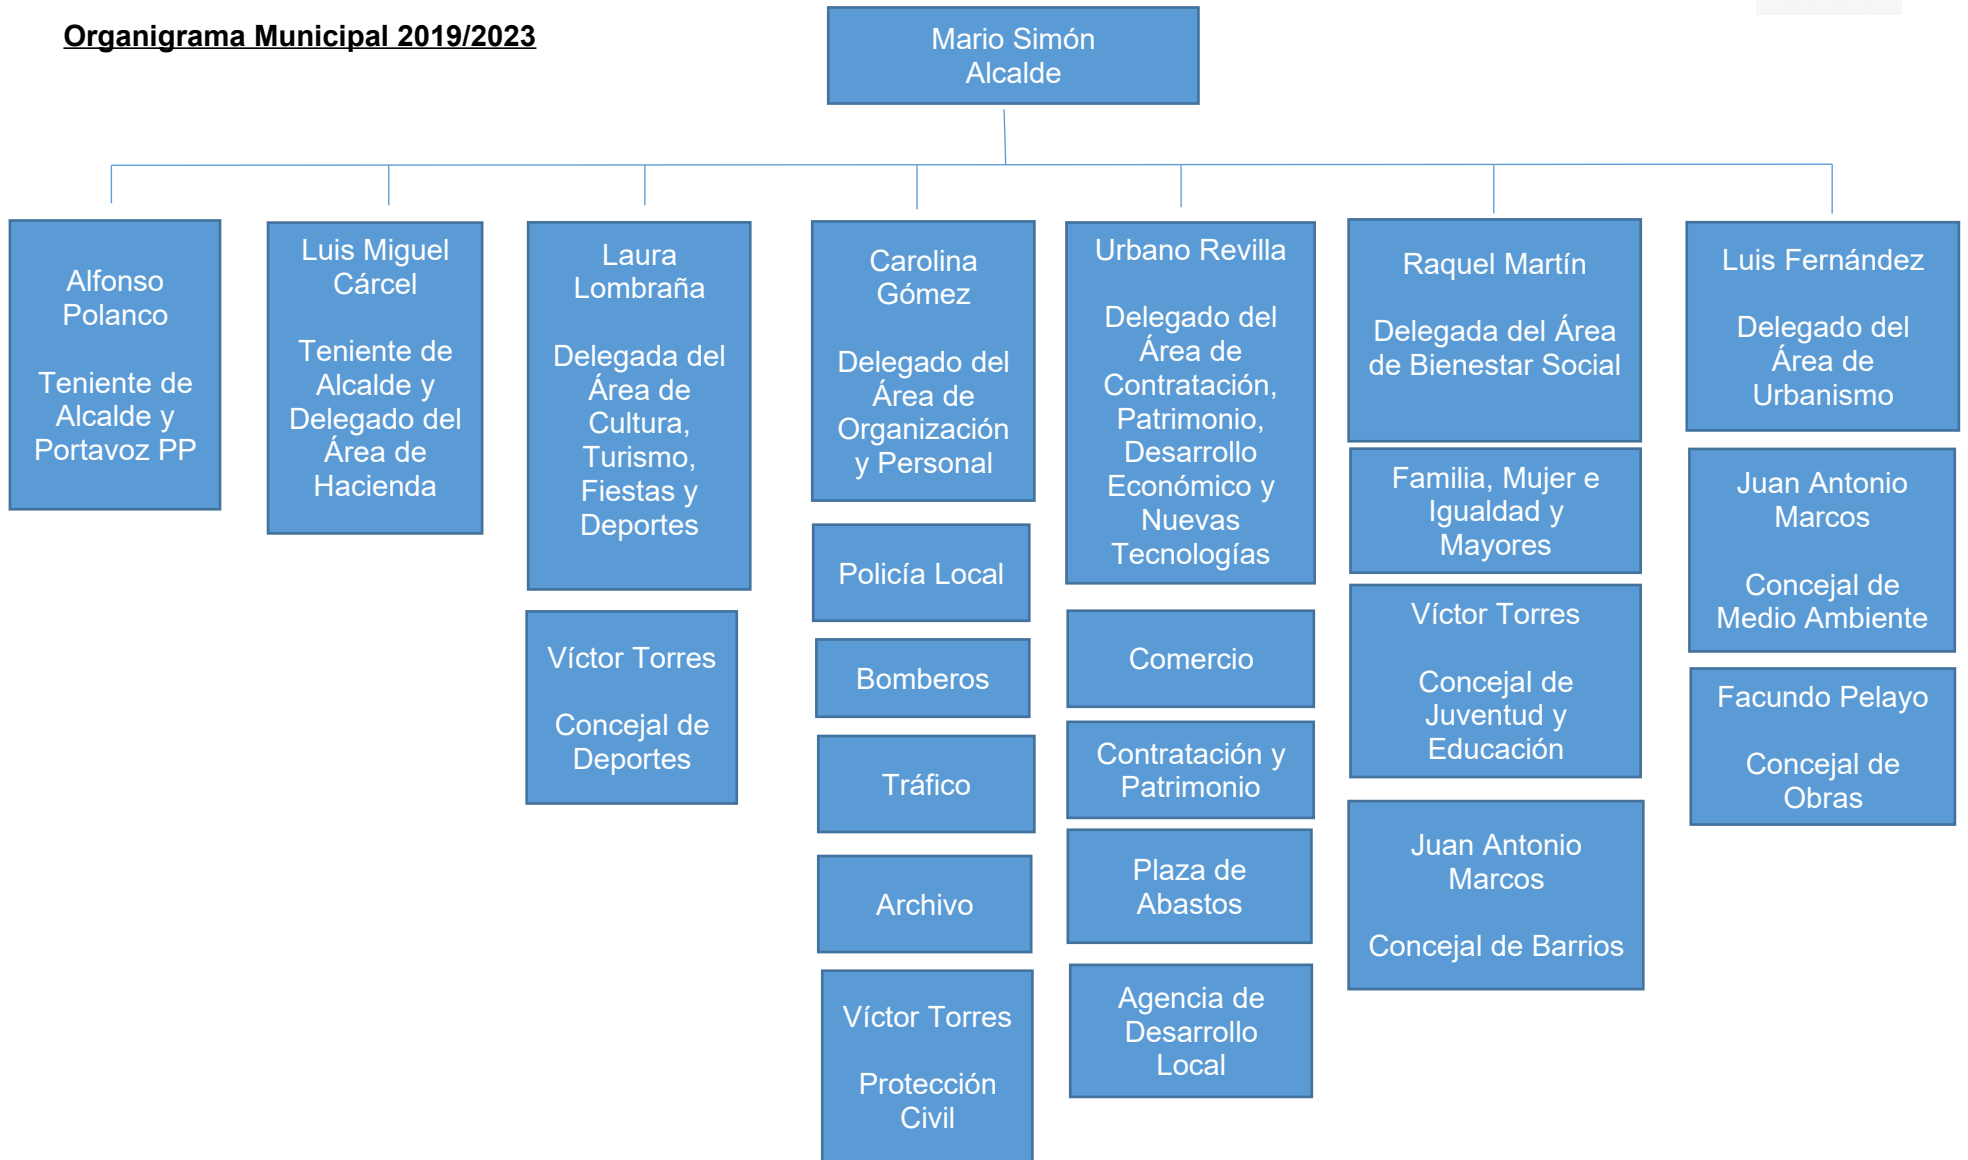 Organigrama Municipal 2019/2023
Mario Simón
Alcalde
Alfonso
Polanco
Teniente de
Alcalde y
Portavoz PP
Luis Miguel
Cárcel
Teniente de
Alcalde y
Delegado del
Área de
Hacienda
Laura
Lombraña
Delegada del
Área de
Cultura,
Turismo,
Fiestas y
Deportes
Víctor Torres
Concejal de
Deportes
Carolina
Gómez
Delegado del
Área de
Organización
y Personal
Policía Local
Bomberos
Tráfico
Archivo
Víctor Torres
Protección
Civil
Urbano Revilla
Delegado del
Área de
Contratación,
Patrimonio,
Desarrollo
Económico y
Nuevas
Tecnologías
Comercio
Contratación y
Patrimonio
Plaza de
Abastos
Agencia de
Desarrollo
Local
Raquel Martín
Delegada del Área
de Bienestar Social
Familia, Mujer e
Igualdad y
Mayores
Víctor Torres
Concejal de
Juventud y
Educación
Juan Antonio
Marcos
Concejal de Barrios
Luis Fernández
Delegado del
Área de
Urbanismo
Juan Antonio
Marcos
Concejal de
Medio Ambiente
Facundo Pelayo
Concejal de
Obras